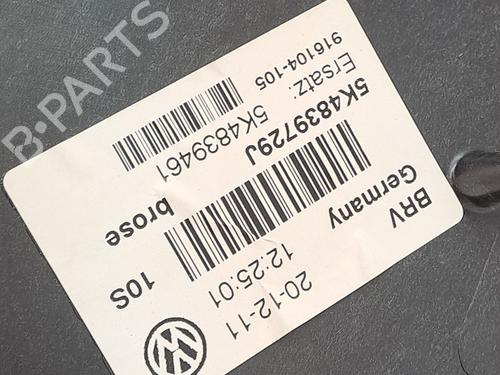 B·PARTS
916104-105
Ersatz:
5K4839729J
5K4839461
brose
10S
BRV
Germany
12:25:01
20-12-11